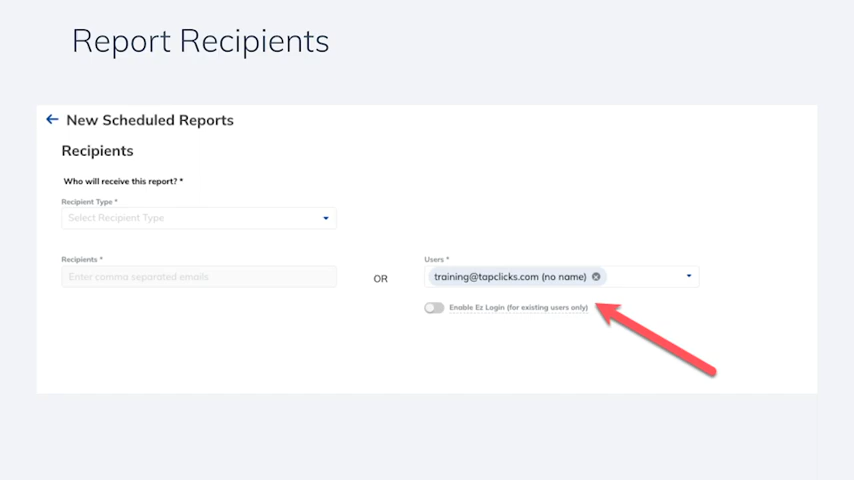 Report Recipients
New Scheduled Reports
Recipients
Who will receive this report? *
Recipient Type *
Select Recipient Type
Recipients *
Enter comma separated emails
OR
Users *
training@tapclicks.com (no name)
Enable Ez Login (for existing users only)